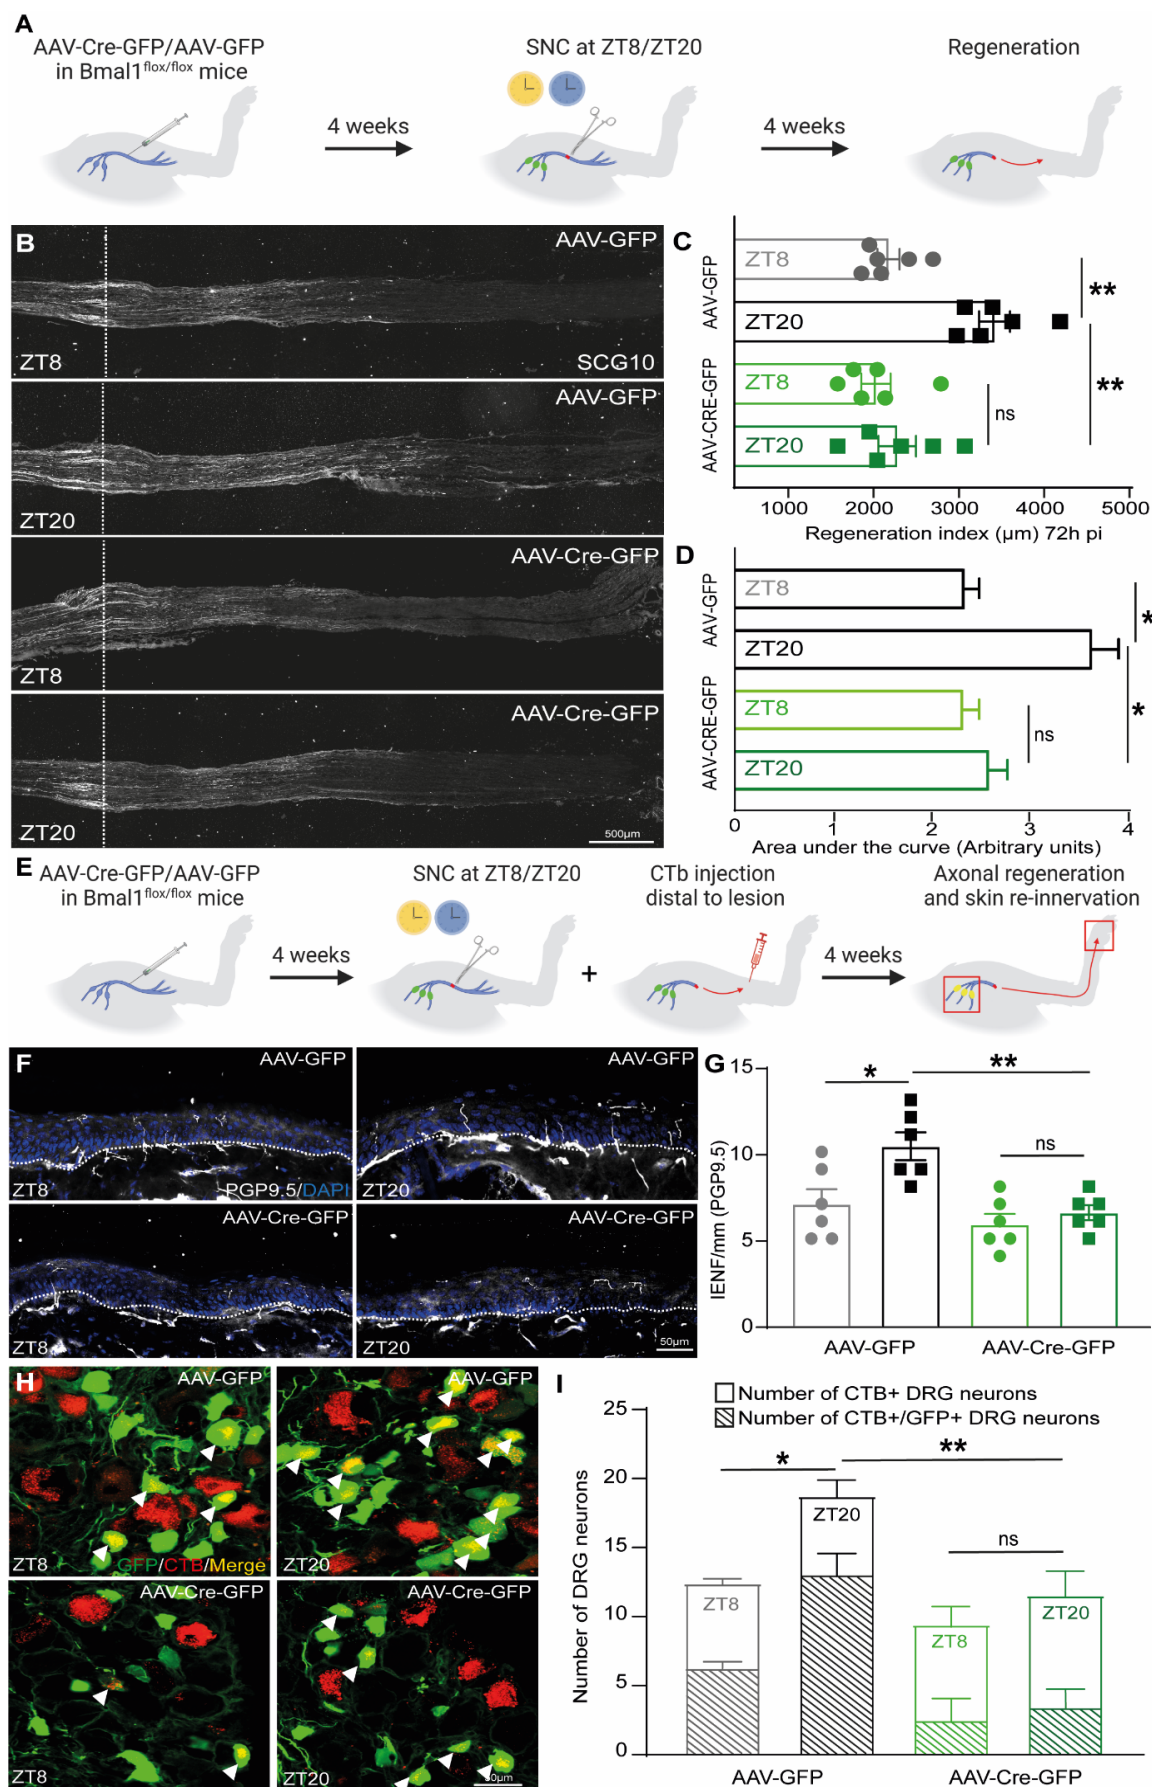 A
AAV-Cre-GFP/AAV-GFP
in Bmal1flox/flox mice
4 weeks
SNC at ZT8/ZT20
4 weeks
Regeneration
B
AAV-GFP
ZT8
SCG10
AAV-GFP
ZT20
AAV-Cre-GFP
ZT8
AAV-Cre-GFP
ZT20
500µm
C
AAV-GFP
AAV-CRE-GFP
ZT8
ZT20
ZT8
ZT20
**
**
ns
1000 2000 3000 4000 5000
Regeneration index (µm) 72h pi
D
AAV-GFP
AAV-CRE-GFP
ZT8
ZT20
ZT8
ZT20
*
*
ns
0 1 2 3 4
Area under the curve (Arbitrary units)
E
AAV-Cre-GFP/AAV-GFP
in Bmal1flox/flox mice
4 weeks
SNC at ZT8/ZT20
+
CTb injection
distal to lesion
4 weeks
Axonal regeneration
and skin re-innervation
F
AAV-GFP
ZT8
PGP9.5/DAPI
AAV-GFP
ZT20
AAV-Cre-GFP
ZT8
AAV-Cre-GFP
ZT20
50µm
G
IENF/mm (PGP9.5)
15
10
5
0
*
**
ns
AAV-GFP
AAV-Cre-GFP
H
AAV-GFP
ZT8
GFP/CTB/Merge
AAV-GFP
ZT20
AAV-Cre-GFP
ZT8
AAV-Cre-GFP
ZT20
50µm
I
Number of CTB+ DRG neurons
Number of CTB+/GFP+ DRG neurons
Number of DRG neurons
25
20
15
10
5
0
*
**
ns
ZT8
ZT20
ZT8
ZT20
AAV-GFP
AAV-Cre-GFP